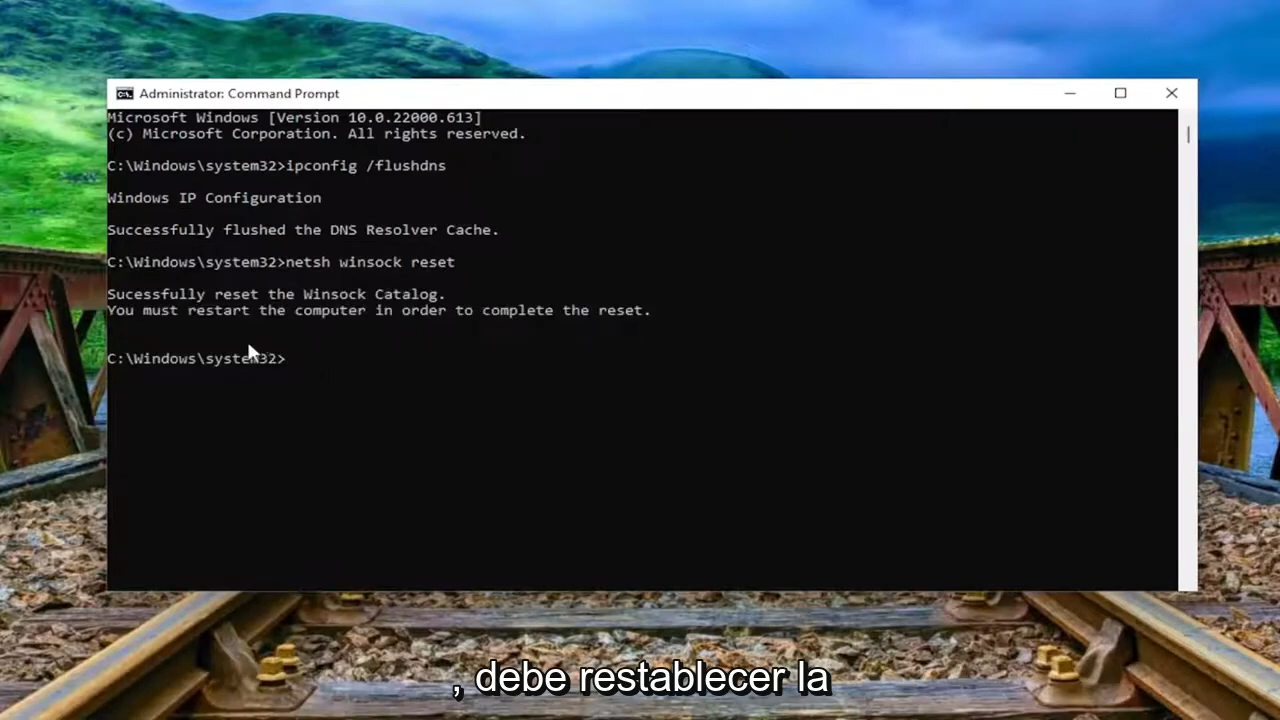 Administrator: Command Prompt
Microsoft Windows [Version 10.0.22000.613]
(c) Microsoft Corporation. All rights reserved.
C:\Windows\system32>ipconfig /flushdns
Windows IP Configuration
Successfully flushed the DNS Resolver Cache.
C:\Windows\system32>netsh winsock reset
Sucessfully reset the Winsock Catalog.
You must restart the computer in order to complete the reset.
C:\Windows\system32>
, debe restablecer la